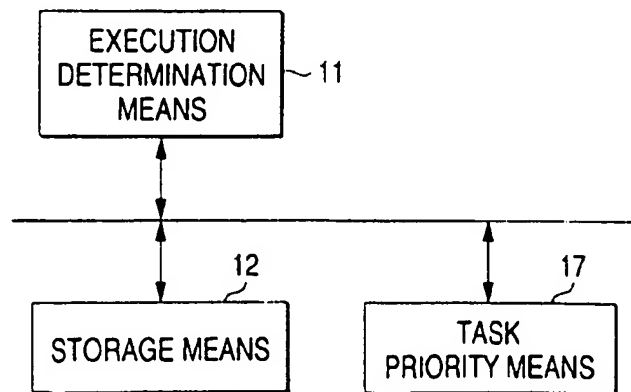 EXECUTION
DETERMINATION
MEANS
11
12
STORAGE MEANS
17
TASK
PRIORITY MEANS